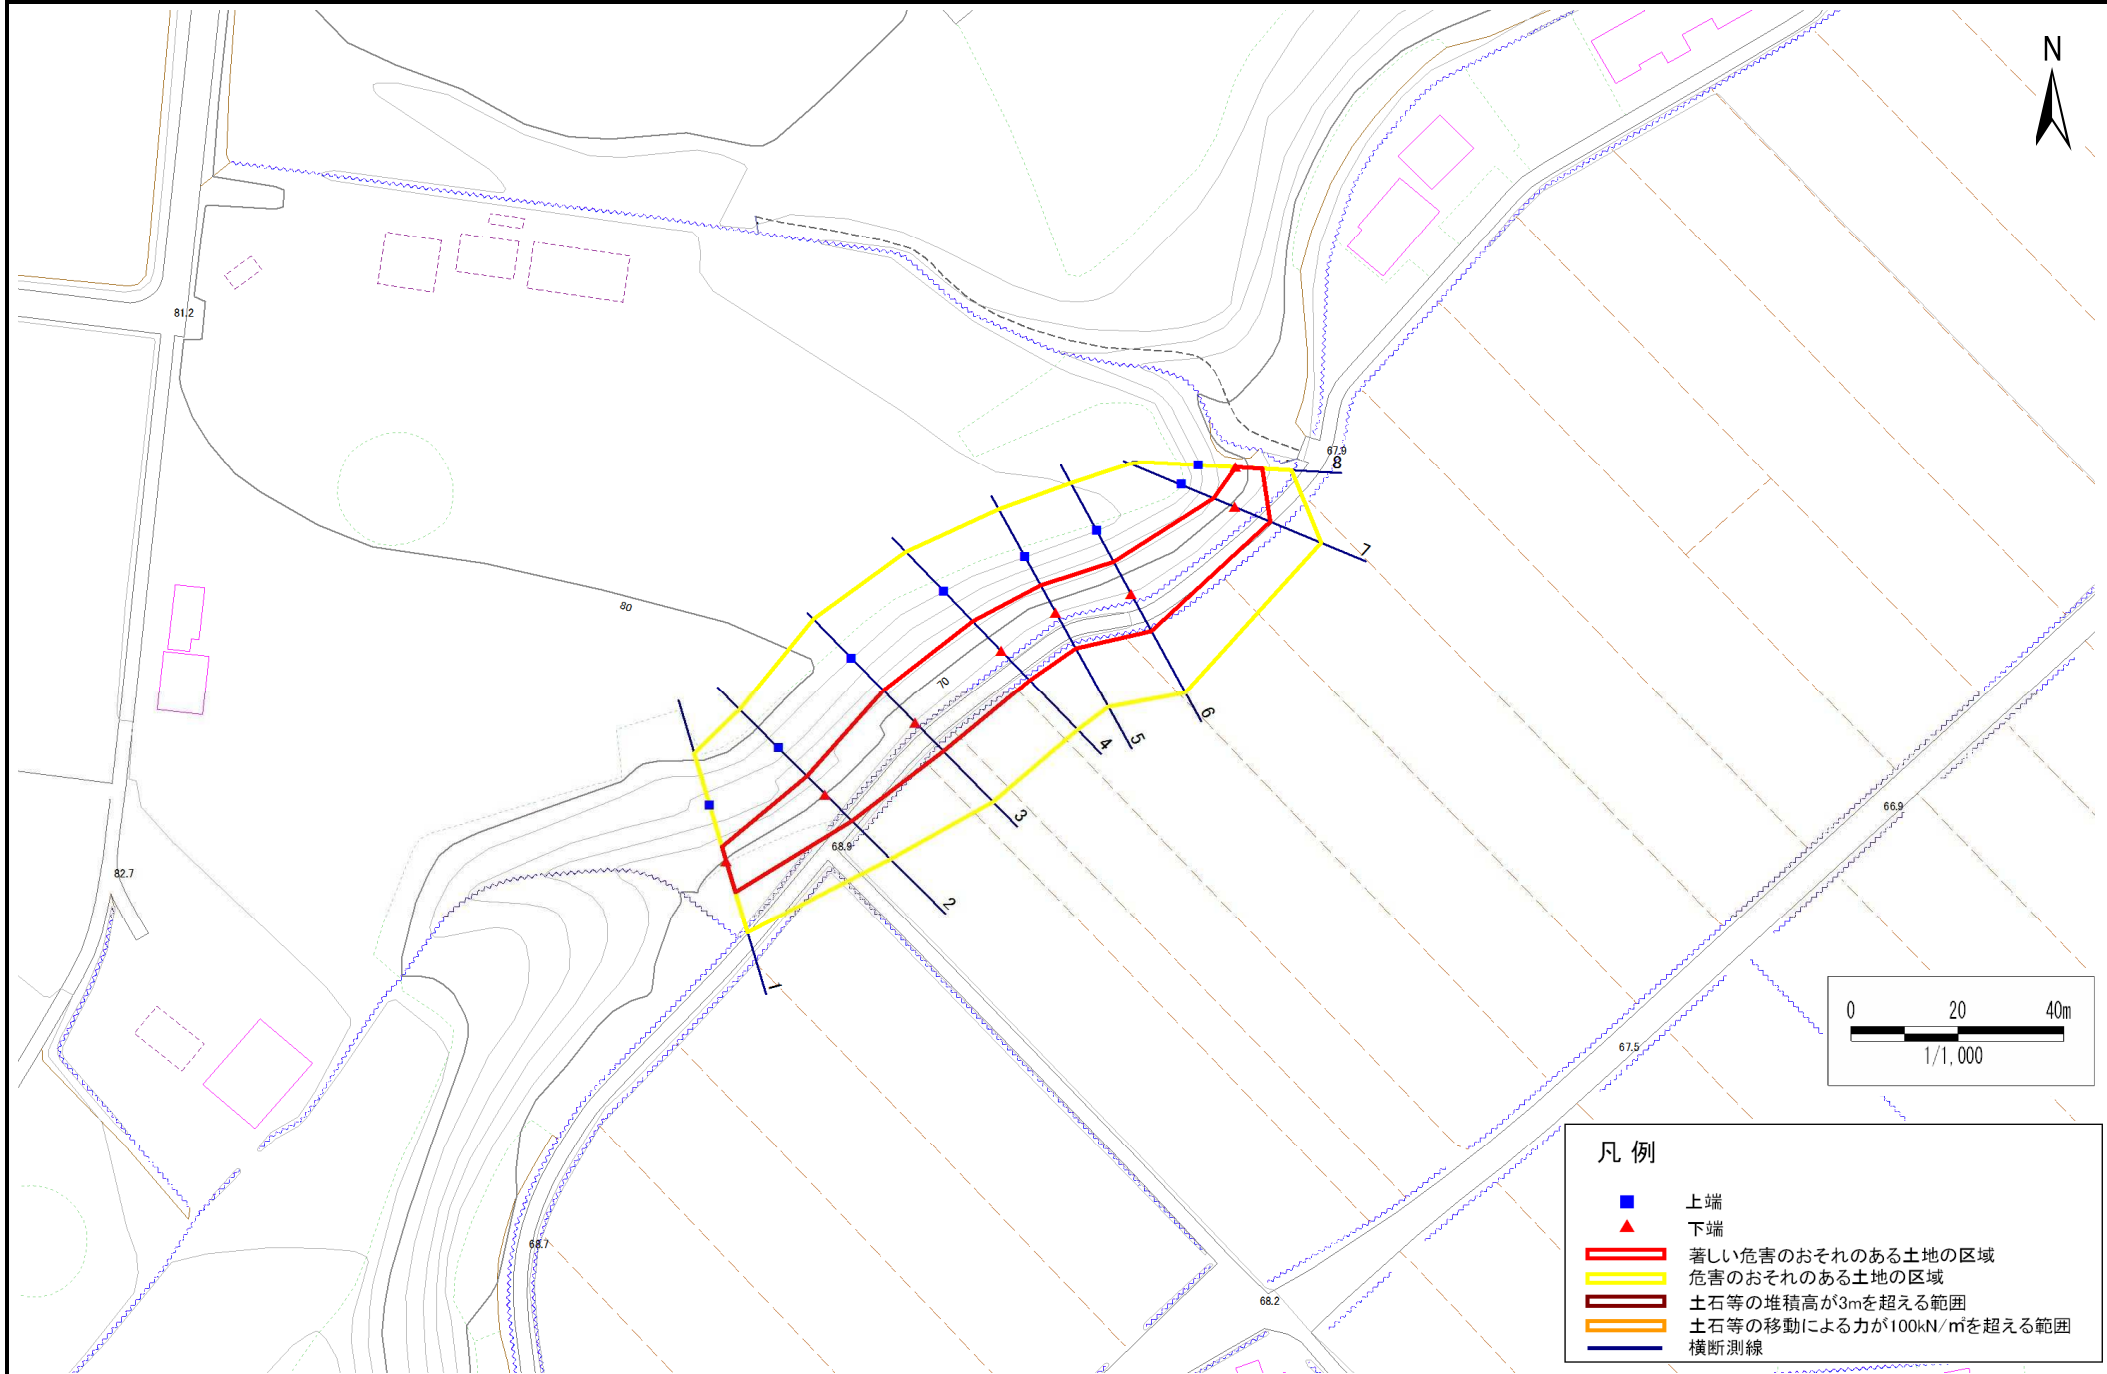 N
81.2
67.9
8
7
80
70
6
5
4
3
2
1
68.9
82.7
66.9
67.5
68.7
68.2
0 20 40m
1/1,000
凡 例
上端
下端
著しい危害のおそれのある土地の区域
危害のおそれのある土地の区域
土石等の堆積高が3mを超える範囲
土石等の移動による力が100kN/㎡を超える範囲
横断測線